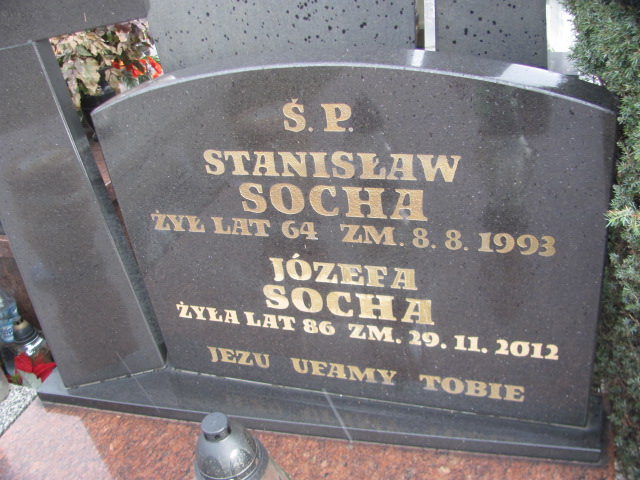 Ś. P.
STANISŁAW
SOCHA
ŻYŁ LAT 64 ZM. 8. 8. 1993
JÓZEFA
SOCHA
ŻYŁA LAT 86 ZM. 29. 11. 2012
JEZU UFAMY TOBIE